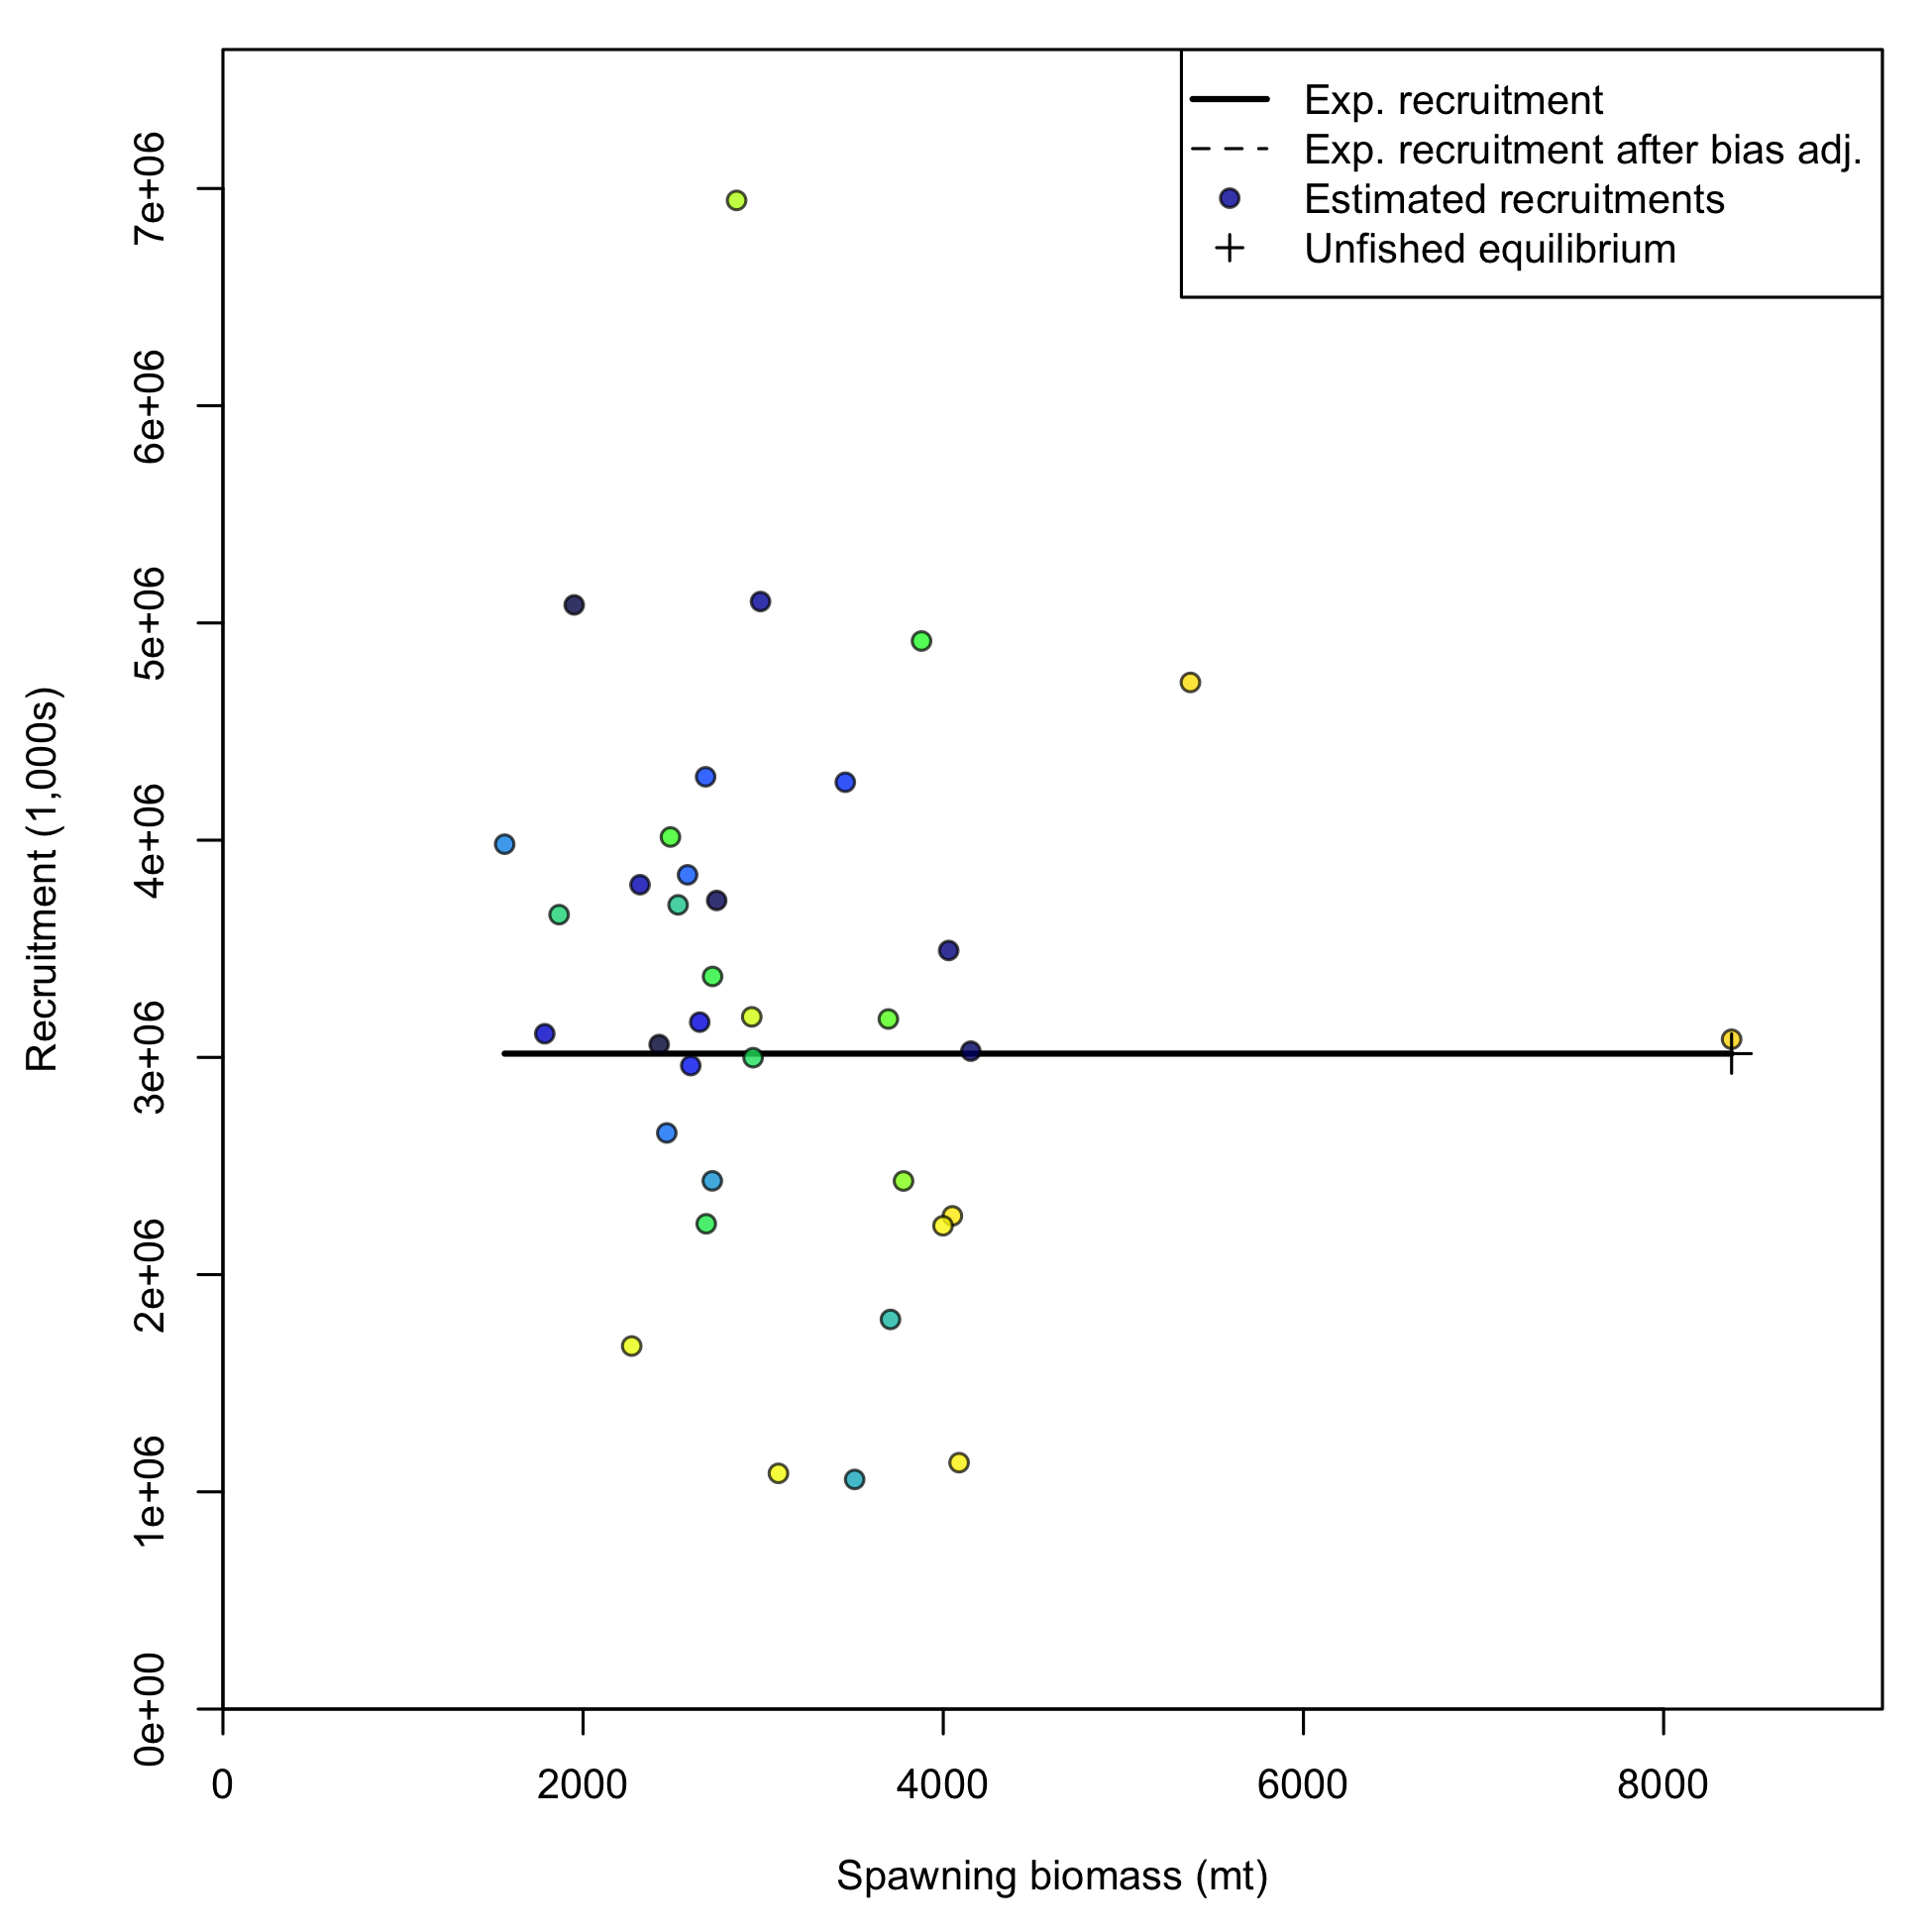 Exp. recruitment
Exp. recruitment after bias adj.
Estimated recruitments
Unfished equilibrium
7e+06
6e+06
5e+06
4e+06
3e+06
2e+06
1e+06
0e+00
Recruitment (1,000s)
0 2000 4000 6000 8000
Spawning biomass (mt)